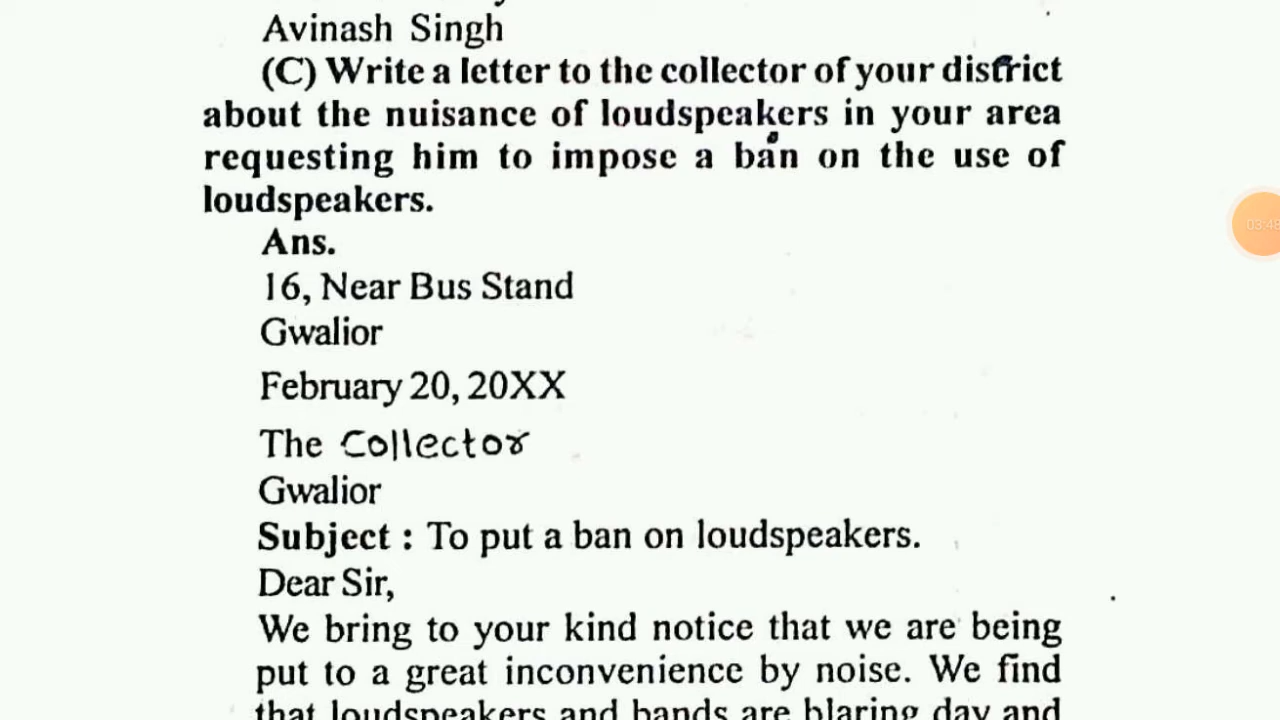 Avinash Singh
(C) Write a letter to the collector of your district
about the nuisance of loudspeakers in your area
requesting him to impose a ban on the use of
loudspeakers.
Ans.
16, Near Bus Stand
Gwalior
February 20, 20XX
The Collector
Gwalior
Subject : To put a ban on loudspeakers.
Dear Sir,
We bring to your kind notice that we are being
put to a great inconvenience by noise. We find
that loudspeakers and bands are blaring day and
03:48